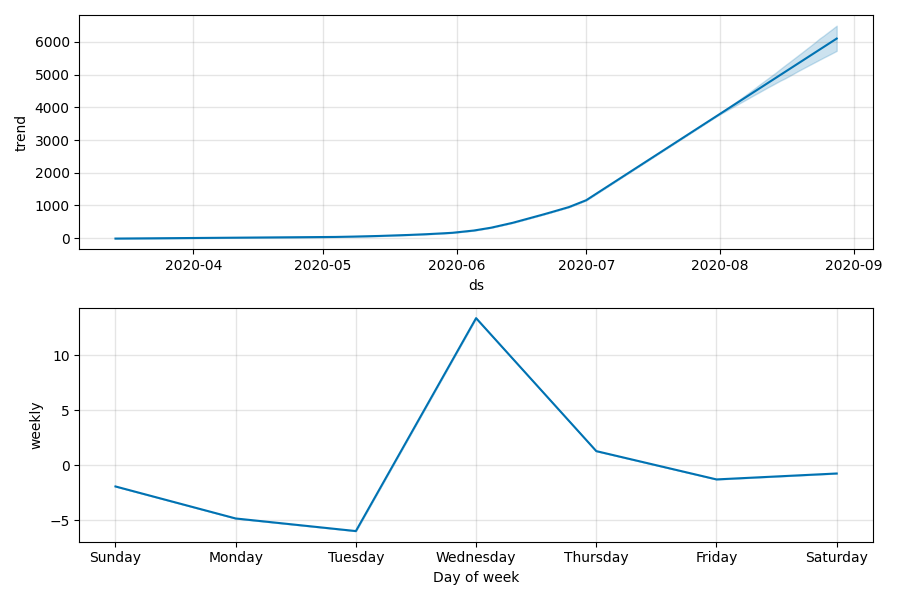 6000
5000
4000
3000
2000
1000
0
trend
2020-04 2020-05 2020-06 2020-07 2020-08 2020-09
ds
10
5
0
−5
weekly
Sunday Monday Tuesday Wednesday Thursday Friday Saturday
Day of week